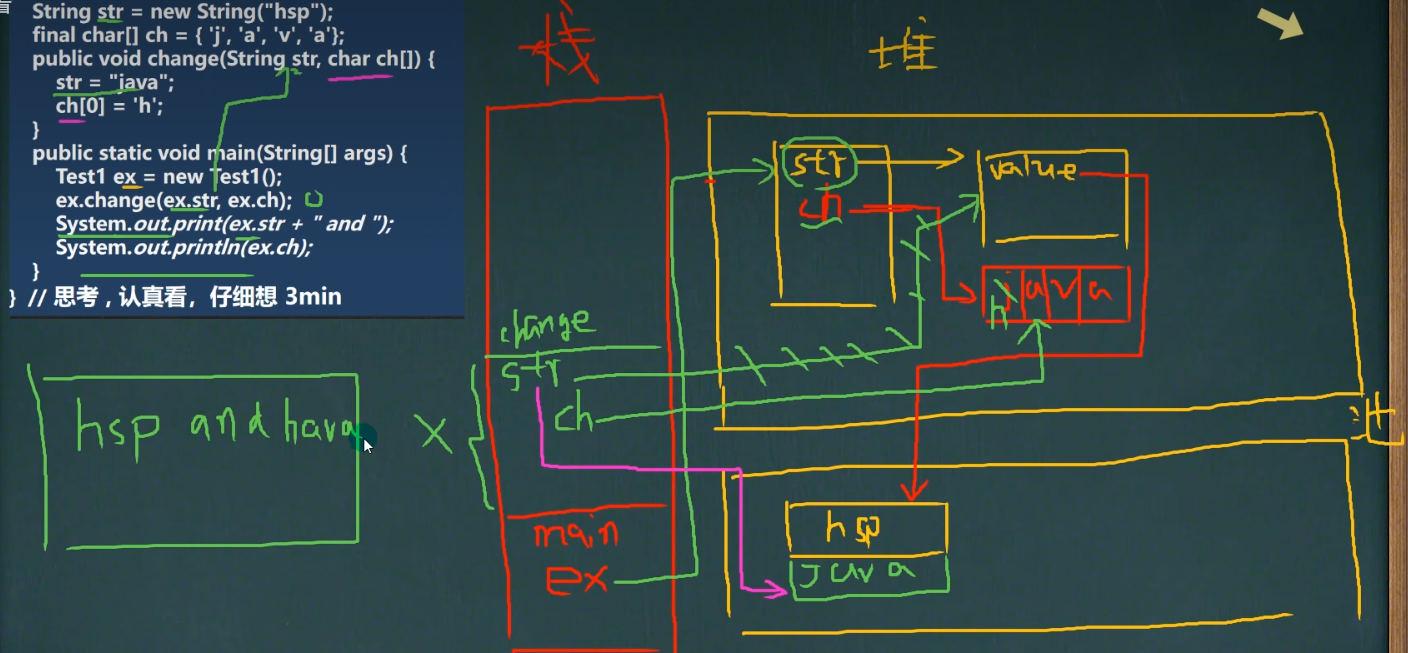 String str = new String("hsp");
final char[] ch = { 'j', 'a', 'v', 'a'};
public void change(String str, char ch[]) {
str = "java";
ch[0] = 'h';
}
public static void main(String[] args) {
Test1 ex = new Test1();
ex.change(ex.str, ex.ch);
System.out.print(ex.str + " and ");
System.out.println(ex.ch);
}
} // 思考 , 认真看，仔细想 3min
栈
堆
str
ch
value
j a v a
h
change
str
ch
hsp and hava
X
main
ex
hsp
java